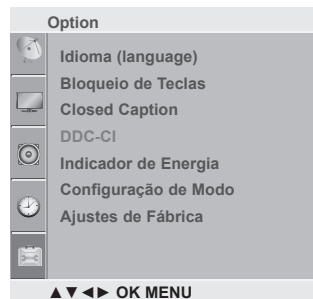 Option
Idioma (language)
Bloqueio de Teclas
Closed Caption
DDC-CI
Indicador de Energia
Configuração de Modo
Ajustes de Fábrica
▲▼◄► OK MENU